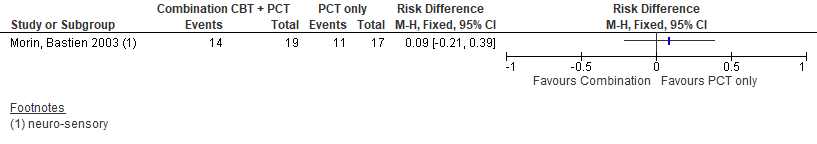 Combination CBT + PCT PCT only Risk Difference Risk Difference
Study or Subgroup Events Total Events Total M-H, Fixed, 95% CI M-H, Fixed, 95% CI
Morin, Bastien 2003 (1) 14 19 11 17 0.09 [-0.21, 0.39]
-1 -0.5 0 0.5 1
Favours Combination Favours PCT only
Footnotes
(1) neuro-sensory